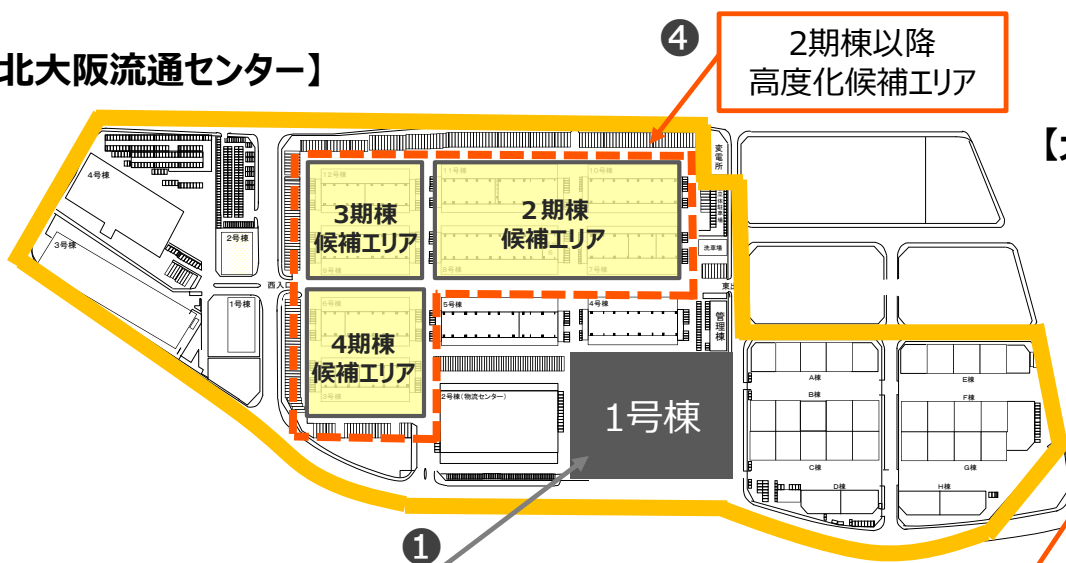 ❹
2期棟以降
高度化候補エリア
北大阪流通センター】
【
変電所
4号棟
12号棟
11号棟
10号棟
3期棟
候補エリア
2期棟
候補エリア
3号棟
2号棟
洗車場
9号棟
8号棟
7号棟
西入口
東出
1号棟
6号棟
5号棟
4号棟
管理棟
4期棟
候補エリア
3号棟
2号棟(物流センター)
1号棟
A棟
E棟
B棟
F棟
C棟
G棟
D棟
H棟
❶